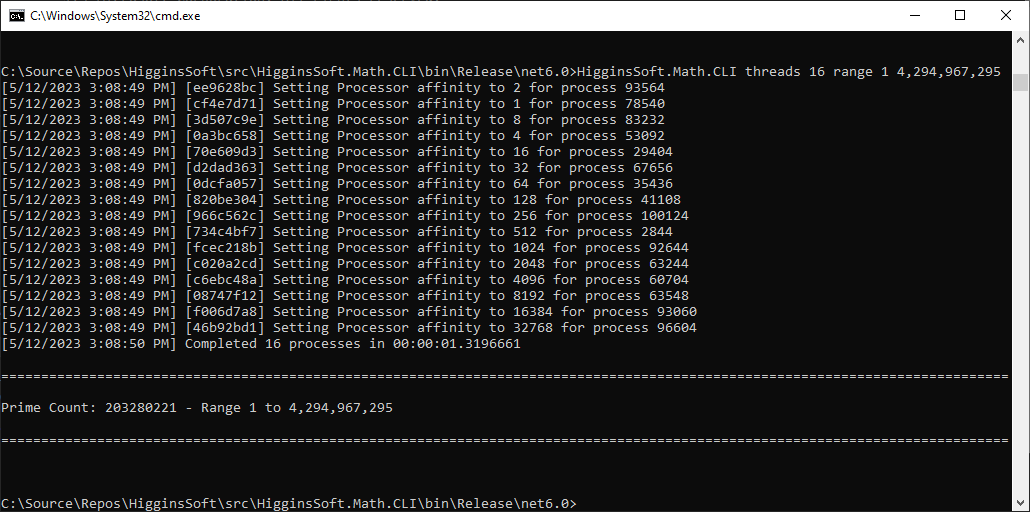 C:\Windows\System32\cmd.exe
C:\Source\Repos\HigginsSoft\src\HigginsSoft.Math.CLI\bin\Release\net6.0>HigginsSoft.Math.CLI threads 16 range 1 4,294,967,295
[5/12/2023 3:08:49 PM] [ee9628bc] Setting Processor affinity to 2 for process 93564
[5/12/2023 3:08:49 PM] [cf4e7d71] Setting Processor affinity to 1 for process 78540
[5/12/2023 3:08:49 PM] [3d507c9e] Setting Processor affinity to 8 for process 83232
[5/12/2023 3:08:49 PM] [0a3bc658] Setting Processor affinity to 4 for process 53092
[5/12/2023 3:08:49 PM] [70e609d3] Setting Processor affinity to 16 for process 29404
[5/12/2023 3:08:49 PM] [d2dad363] Setting Processor affinity to 32 for process 67656
[5/12/2023 3:08:49 PM] [0dcfa057] Setting Processor affinity to 64 for process 35436
[5/12/2023 3:08:49 PM] [820be304] Setting Processor affinity to 128 for process 41108
[5/12/2023 3:08:49 PM] [966c562c] Setting Processor affinity to 256 for process 100124
[5/12/2023 3:08:49 PM] [734c4bf7] Setting Processor affinity to 512 for process 2844
[5/12/2023 3:08:49 PM] [fcec218b] Setting Processor affinity to 1024 for process 92644
[5/12/2023 3:08:49 PM] [c020a2cd] Setting Processor affinity to 2048 for process 63244
[5/12/2023 3:08:49 PM] [c6ebc48a] Setting Processor affinity to 4096 for process 60704
[5/12/2023 3:08:49 PM] [08747f12] Setting Processor affinity to 8192 for process 63548
[5/12/2023 3:08:49 PM] [f006d7a8] Setting Processor affinity to 16384 for process 93060
[5/12/2023 3:08:49 PM] [46b92bd1] Setting Processor affinity to 32768 for process 96604
[5/12/2023 3:08:50 PM] Completed 16 processes in 00:00:01.3196661
==============================================================================================================================
Prime Count: 203280221 - Range 1 to 4,294,967,295
==============================================================================================================================
C:\Source\Repos\HigginsSoft\src\HigginsSoft.Math.CLI\bin\Release\net6.0>